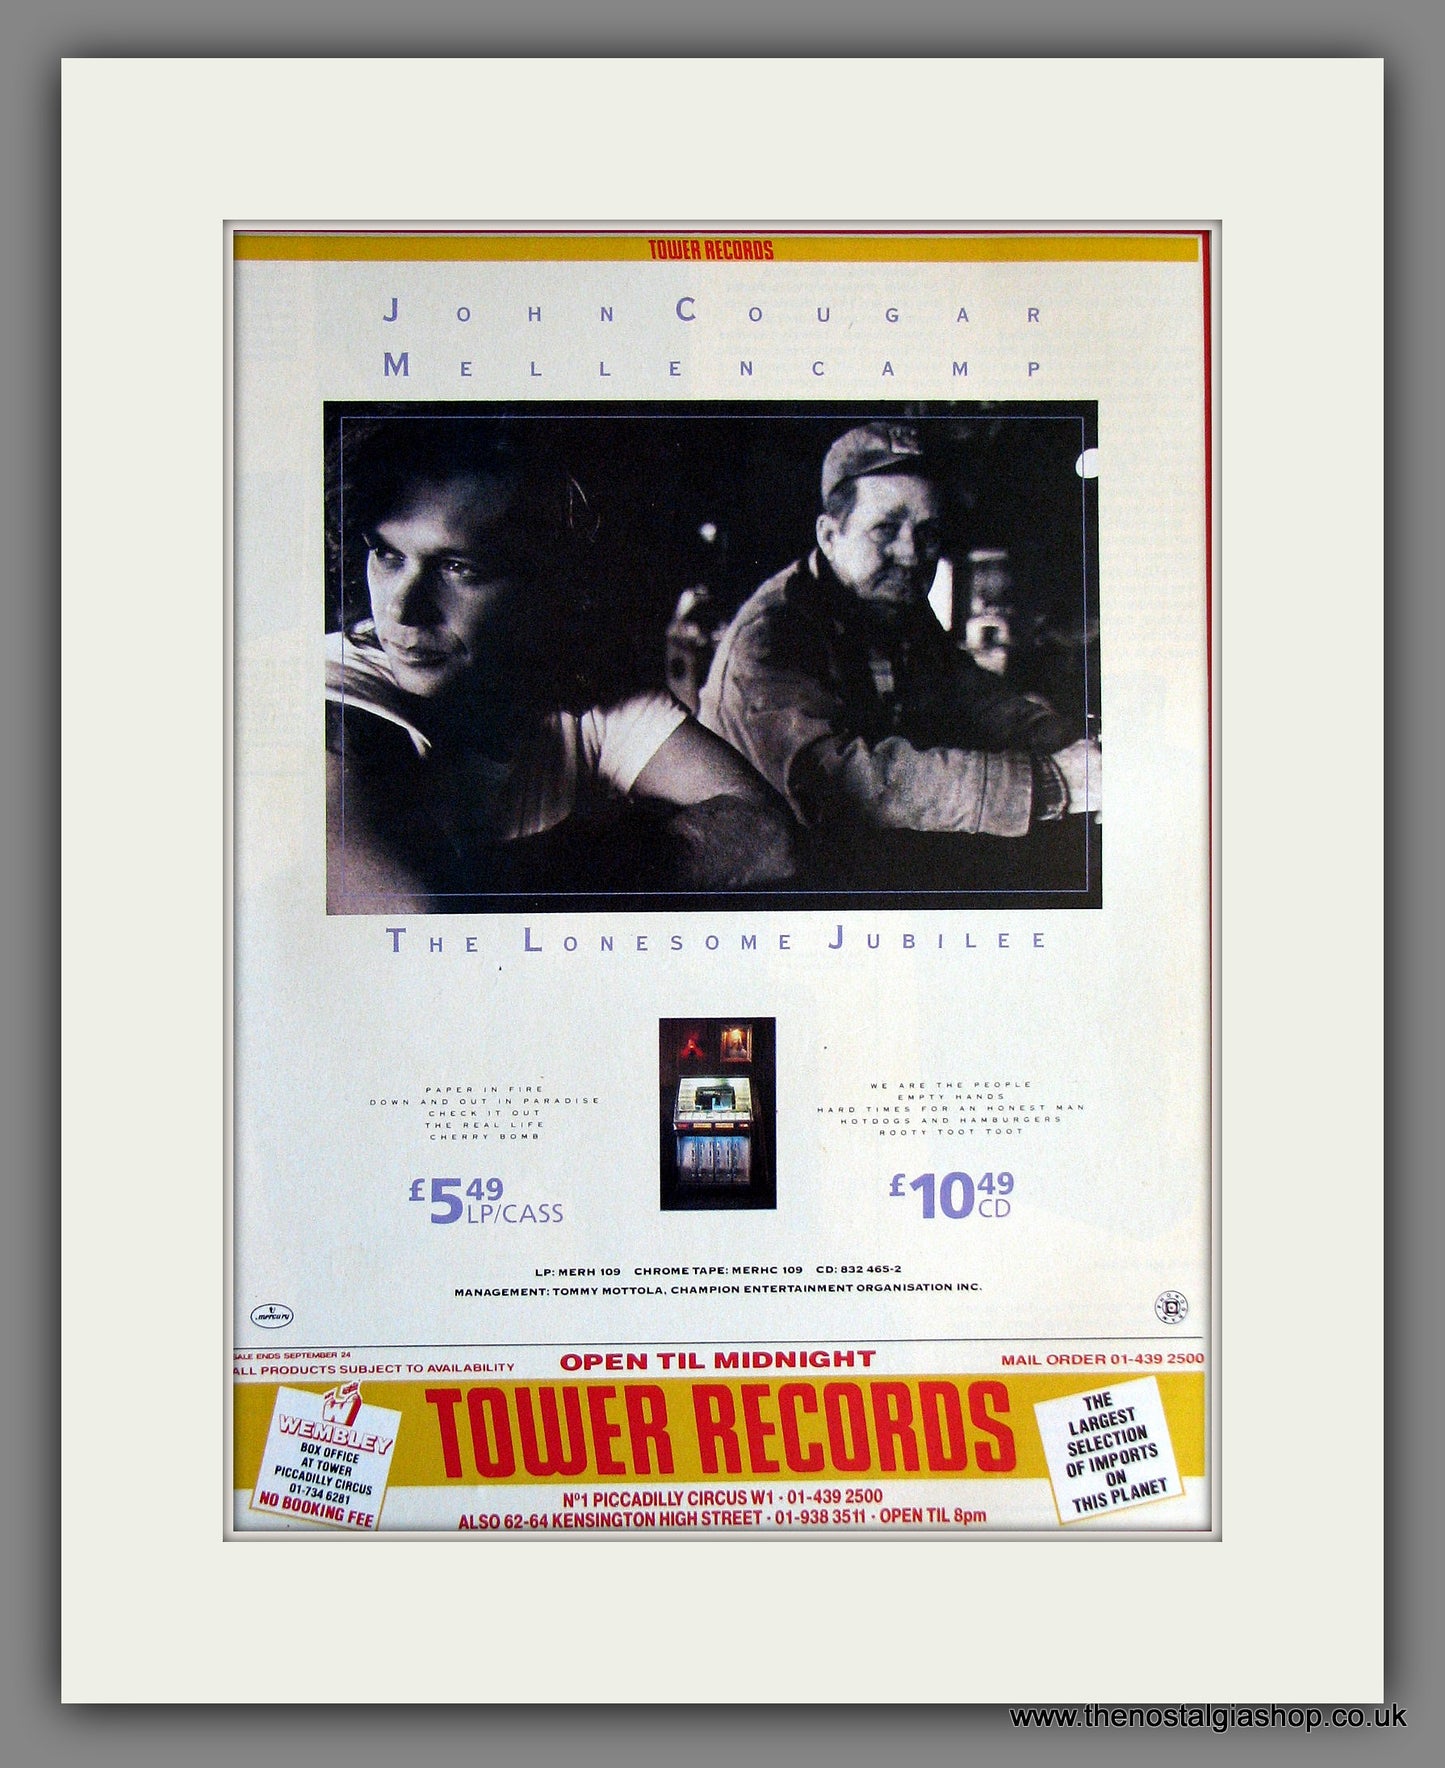 TOWER RECORDS
JOHN COUGAR
MELLENCAMP
THE LONESOME JUBILEE
PAPER IN FIRE
DOWN AND OUT IN PARADISE
CHECK IT OUT
THE REAL LIFE
CHERRY BOMB
WE ARE THE PEOPLE
EMPTY HANDS
HARD TIMES FOR AN HONEST MAN
HOTDOGS AND HAMBURGERS
ROOTY TOOT TOOT
£5 49 LP/CASS
£10 49 CD
LP: MERH 109 CHROME TAPE: MERHC 109 CD: 832 465-2
MANAGEMENT: TOMMY MOTTOLA, CHAMPION ENTERTAINMENT ORGANISATION INC.
mercury
PHONOGRAM
SALE ENDS SEPTEMBER 24
ALL PRODUCTS SUBJECT TO AVAILABILITY
OPEN TIL MIDNIGHT
MAIL ORDER 01-439 2500
WEMBLEY
BOX OFFICE
AT TOWER
PICCADILLY CIRCUS
01-734 6281
NO BOOKING FEE
TOWER RECORDS
THE
LARGEST
SELECTION
OF IMPORTS
ON
THIS PLANET
Nº1 PICCADILLY CIRCUS W1 · 01-439 2500
ALSO 62-64 KENSINGTON HIGH STREET · 01-938 3511 · OPEN TIL 8pm
www.thenostalgiashop.co.uk